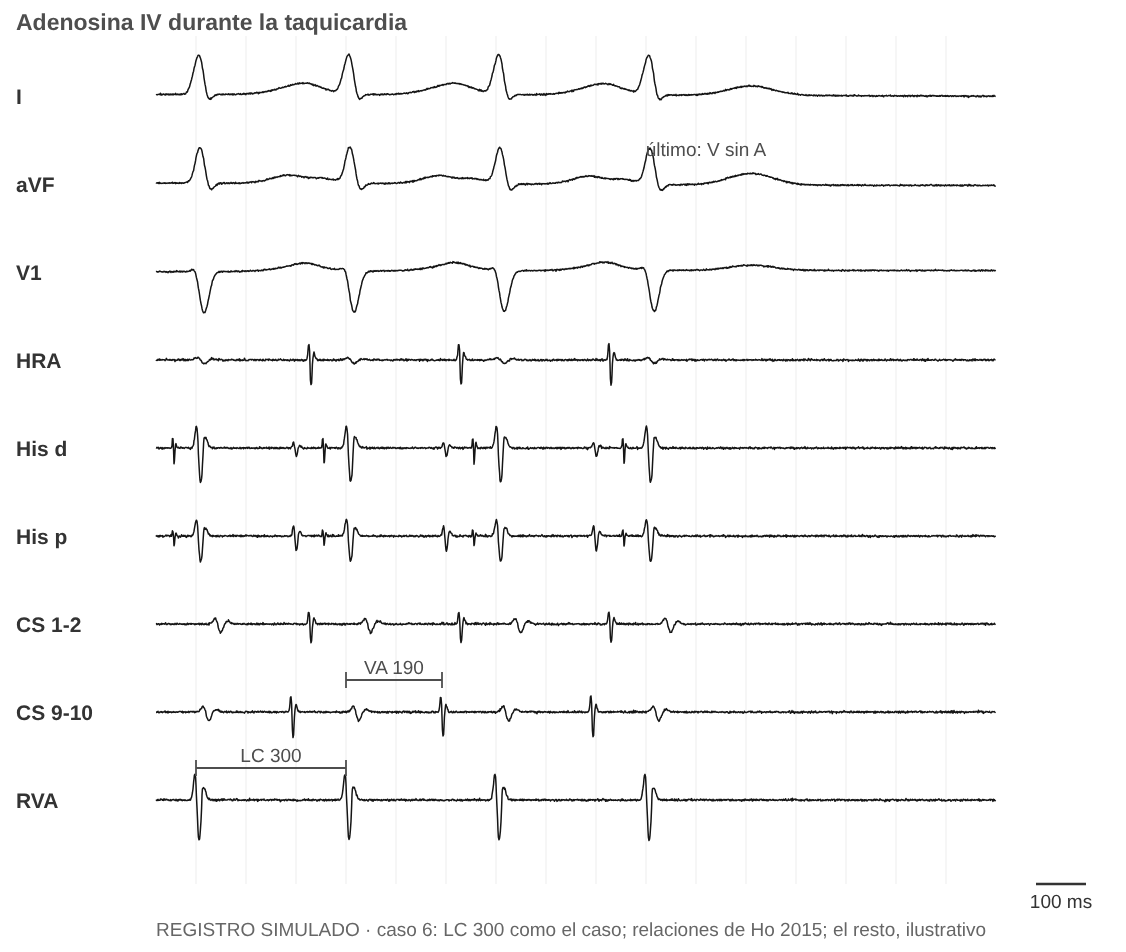 Adenosina IV durante la taquicardia
I
último: V sin A
aVF
V1
HRA
His d
His p
CS 1-2
VA 190
CS 9-10
LC 300
RVA
100 ms
REGISTRO SIMULADO · caso 6: LC 300 como el caso; relaciones de Ho 2015; el resto, ilustrativo